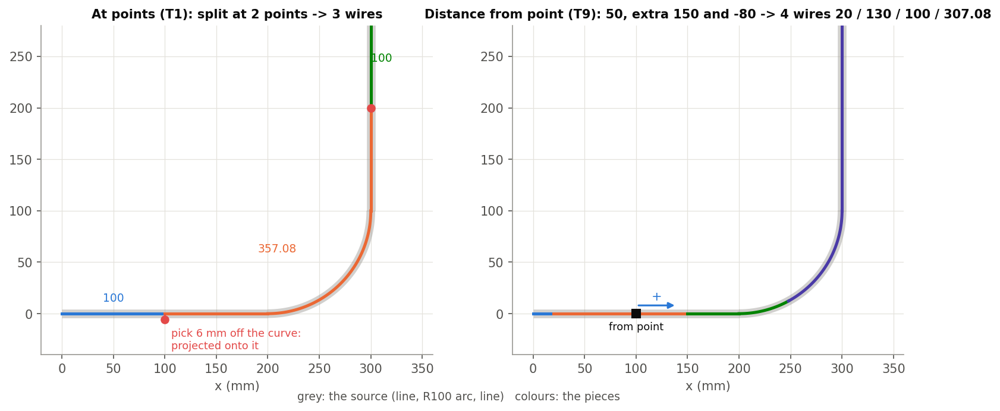 At points (T1): split at 2 points -> 3 wires
Distance from point (T9): 50, extra 150 and -80 -> 4 wires 20 / 130 / 100 / 307.08
250
200
150
100
50
0
100
357.08
100
pick 6 mm off the curve:
projected onto it
0 50 100 150 200 250 300 350
x (mm)
250
200
150
100
50
0
+
from point
0 50 100 150 200 250 300 350
x (mm)
grey: the source (line, R100 arc, line) colours: the pieces